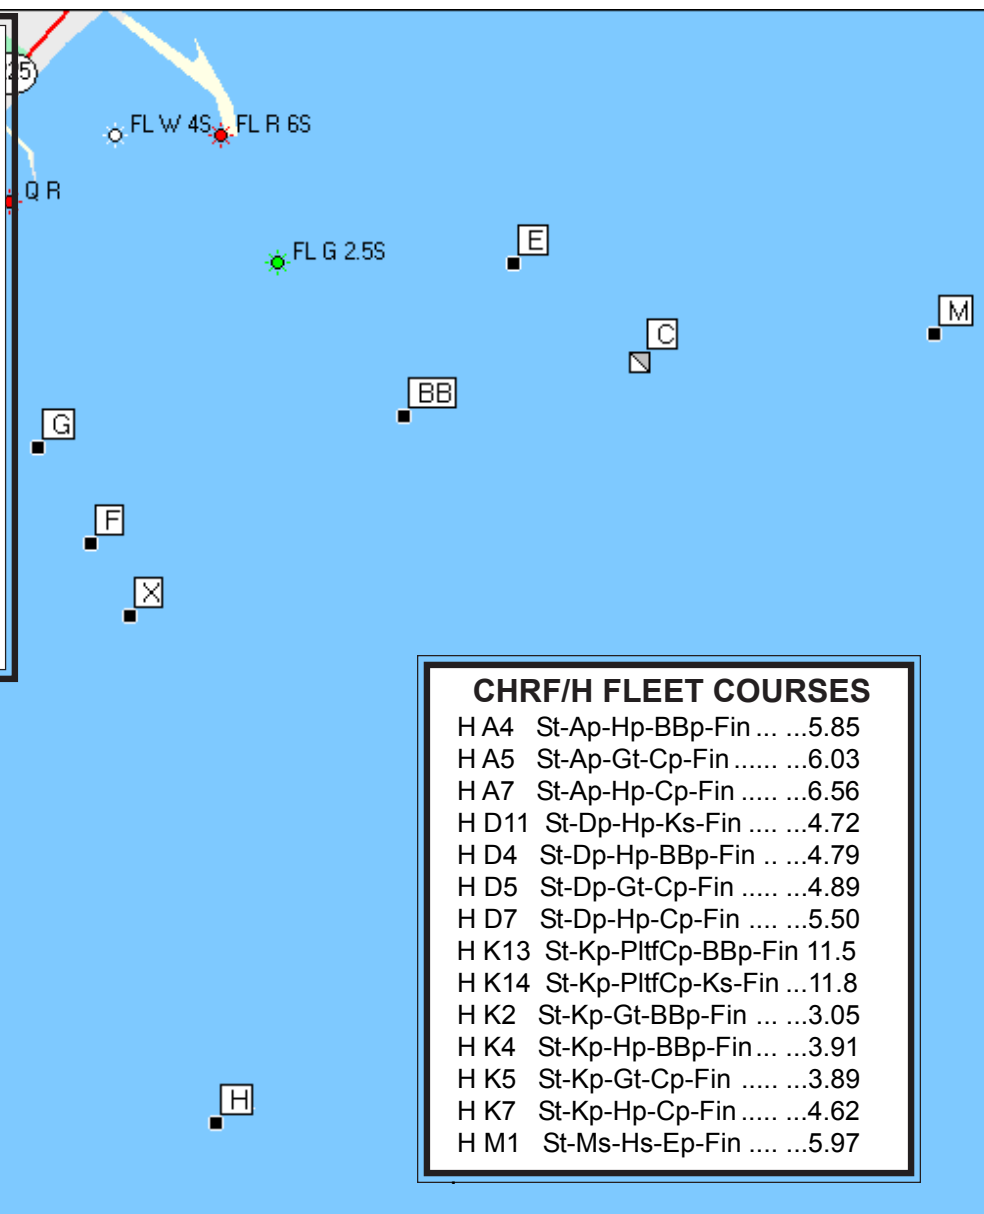 25
FL W 4S
FL R 6S
Q R
FL G 2.5S
E
M
C
BB
G
F
X
H
CHRF/H FLEET COURSES
H A4 St-Ap-Hp-BBp-Fin ... ...5.85
H A5 St-Ap-Gt-Cp-Fin ...... ...6.03
H A7 St-Ap-Hp-Cp-Fin ..... ...6.56
H D11 St-Dp-Hp-Ks-Fin .... ...4.72
H D4 St-Dp-Hp-BBp-Fin .. ...4.79
H D5 St-Dp-Gt-Cp-Fin ..... ...4.89
H D7 St-Dp-Hp-Cp-Fin .... ...5.50
H K13 St-Kp-PltfCp-BBp-Fin 11.5
H K14 St-Kp-PltfCp-Ks-Fin ...11.8
H K2 St-Kp-Gt-BBp-Fin ... ...3.05
H K4 St-Kp-Hp-BBp-Fin ... ...3.91
H K5 St-Kp-Gt-Cp-Fin ..... ...3.89
H K7 St-Kp-Hp-Cp-Fin ..... ...4.62
H M1 St-Ms-Hs-Ep-Fin .... ...5.97